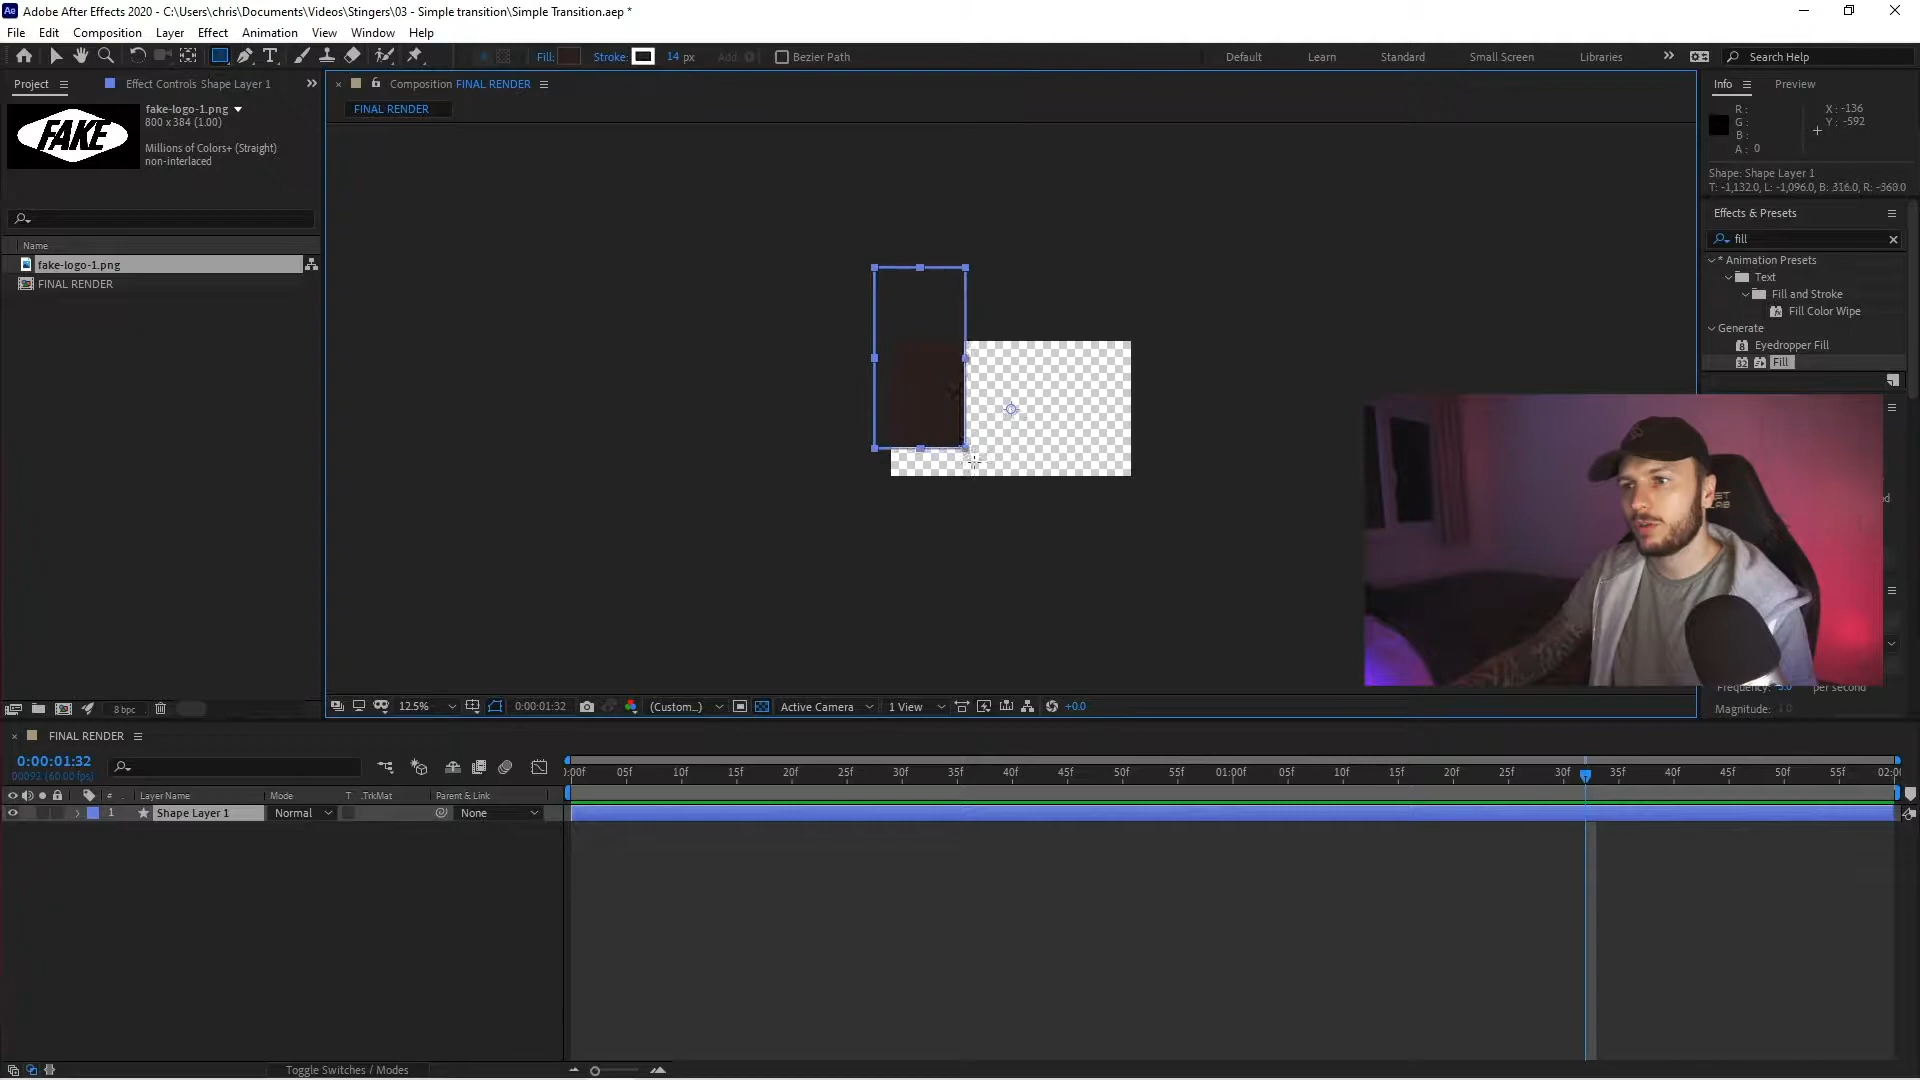 Adobe After Effects 2020 - C:\Users\chris\Documents\Videos\Stingers\03 - Simple transition\Simple Transition.aep *
File Edit Composition Layer Effect Animation View Window Help
Fill: Stroke: 14 px Add: Bezier Path Default Learn Standard Small Screen Libraries Search Help
Project Effect Controls Shape Layer 1
Composition FINAL RENDER
FINAL RENDER
fake-logo-1.png
800 x 384 (1.00)
Millions of Colors+ (Straight)
non-interlaced
FAKE
Name
fake-logo-1.png
FINAL RENDER
Info Preview
R : X : -136
G : Y : -592
B :
A : 0
Shape: Shape Layer 1
T: -1,132.0, L: -1,096.0, B: 316.0, R: -368.0
Effects & Presets
fill
* Animation Presets
Text
Fill and Stroke
Fill Color Wipe
Generate
Eyedropper Fill
32 Fill
Frequency: per second
Magnitude:
8 bpc
12.5% 0:00:01:32 (Custom...) Active Camera 1 View +0.0
FINAL RENDER
0:00:01:32
00092 (60.00 fps)
:00f 05f 10f 15f 20f 25f 30f 35f 40f 45f 50f 55f 01:00f 05f 10f 15f 20f 25f 30f 35f 40f 45f 50f 55f 02:0
# Layer Name Mode T .TrkMat Parent & Link
1 Shape Layer 1 Normal None
Toggle Switches / Modes